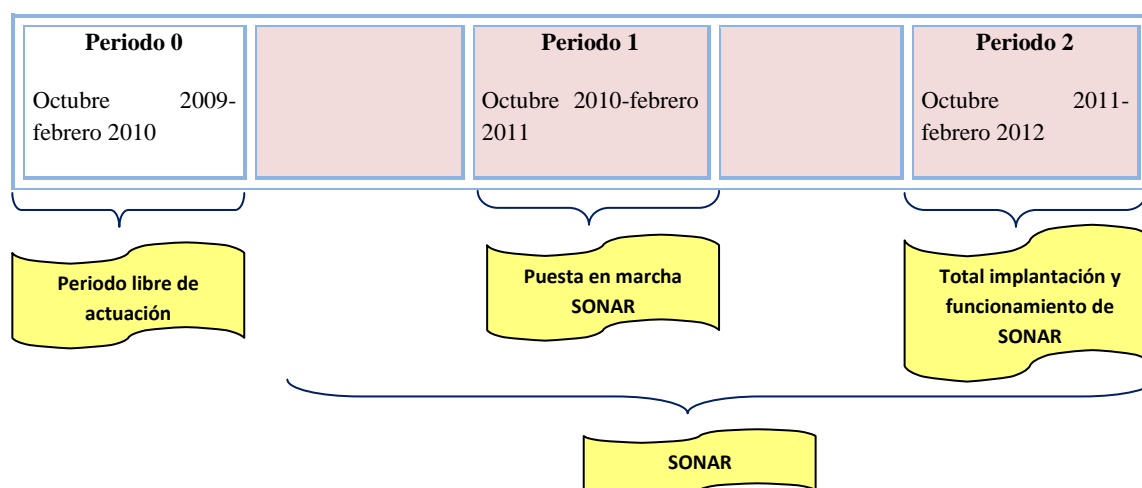 Periodo 0
Octubre 2009-
febrero 2010
Periodo 1
Octubre 2010-febrero
2011
Periodo 2
Octubre 2011-
febrero 2012
Periodo libre de
actuación
Puesta en marcha
SONAR
Total implantación y
funcionamiento de
SONAR
SONAR